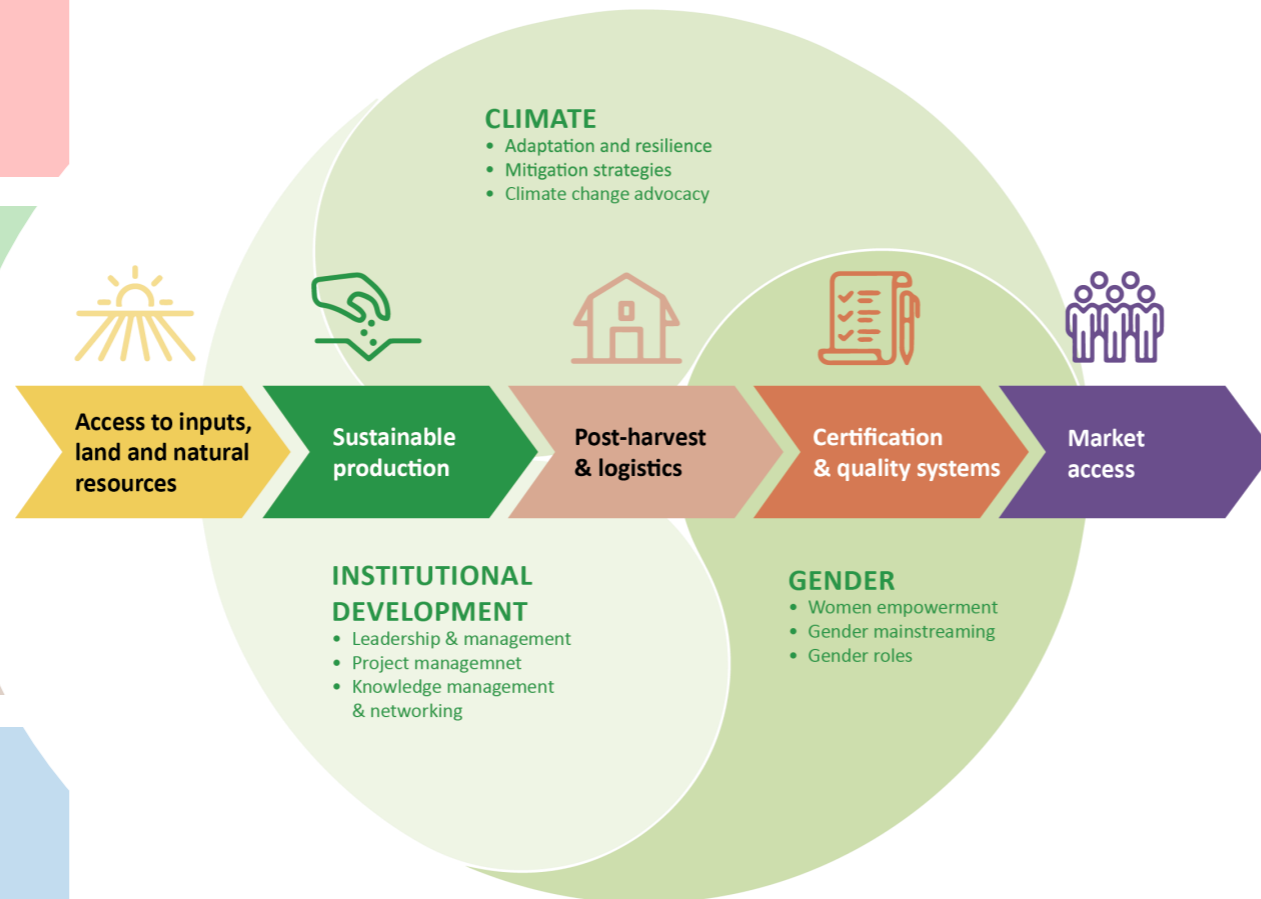 CLIMATE
• Adaptation and resilience
• Mitigation strategies
• Climate change advocacy
Access to inputs,
land and natural
resources
Sustainable
production
Post-harvest
& logistics
Certification
& quality systems
Market
access
INSTITUTIONAL
DEVELOPMENT
• Leadership & management
• Project managemnet
• Knowledge management
& networking
GENDER
• Women empowerment
• Gender mainstreaming
• Gender roles